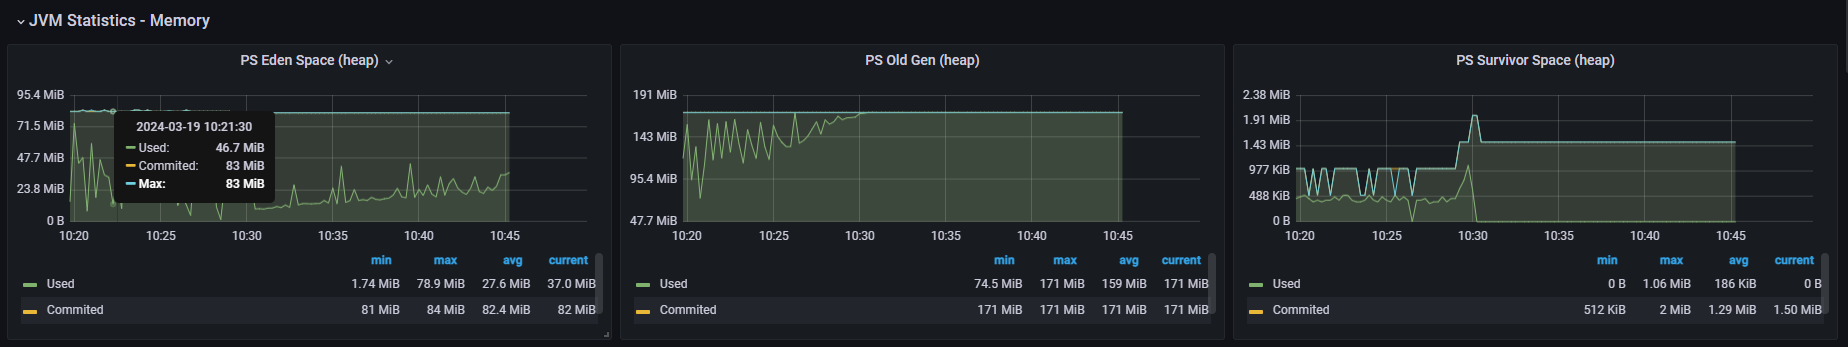 JVM Statistics - Memory
PS Eden Space (heap)
95.4 MiB
71.5 MiB
47.7 MiB
23.8 MiB
0 B
10:20 10:25 10:30 10:35 10:40 10:45
2024-03-19 10:21:30
Used: 46.7 MiB
Commited: 83 MiB
Max: 83 MiB
min max avg current
Used 1.74 MiB 78.9 MiB 27.6 MiB 37.0 MiB
Commited 81 MiB 84 MiB 82.4 MiB 82 MiB
PS Old Gen (heap)
191 MiB
143 MiB
95.4 MiB
47.7 MiB
10:20 10:25 10:30 10:35 10:40 10:45
min max avg current
Used 74.5 MiB 171 MiB 159 MiB 171 MiB
Commited 171 MiB 171 MiB 171 MiB 171 MiB
PS Survivor Space (heap)
2.38 MiB
1.91 MiB
1.43 MiB
977 KiB
488 KiB
0 B
10:20 10:25 10:30 10:35 10:40 10:45
min max avg current
Used 0 B 1.06 MiB 186 KiB 0 B
Commited 512 KiB 2 MiB 1.29 MiB 1.50 MiB